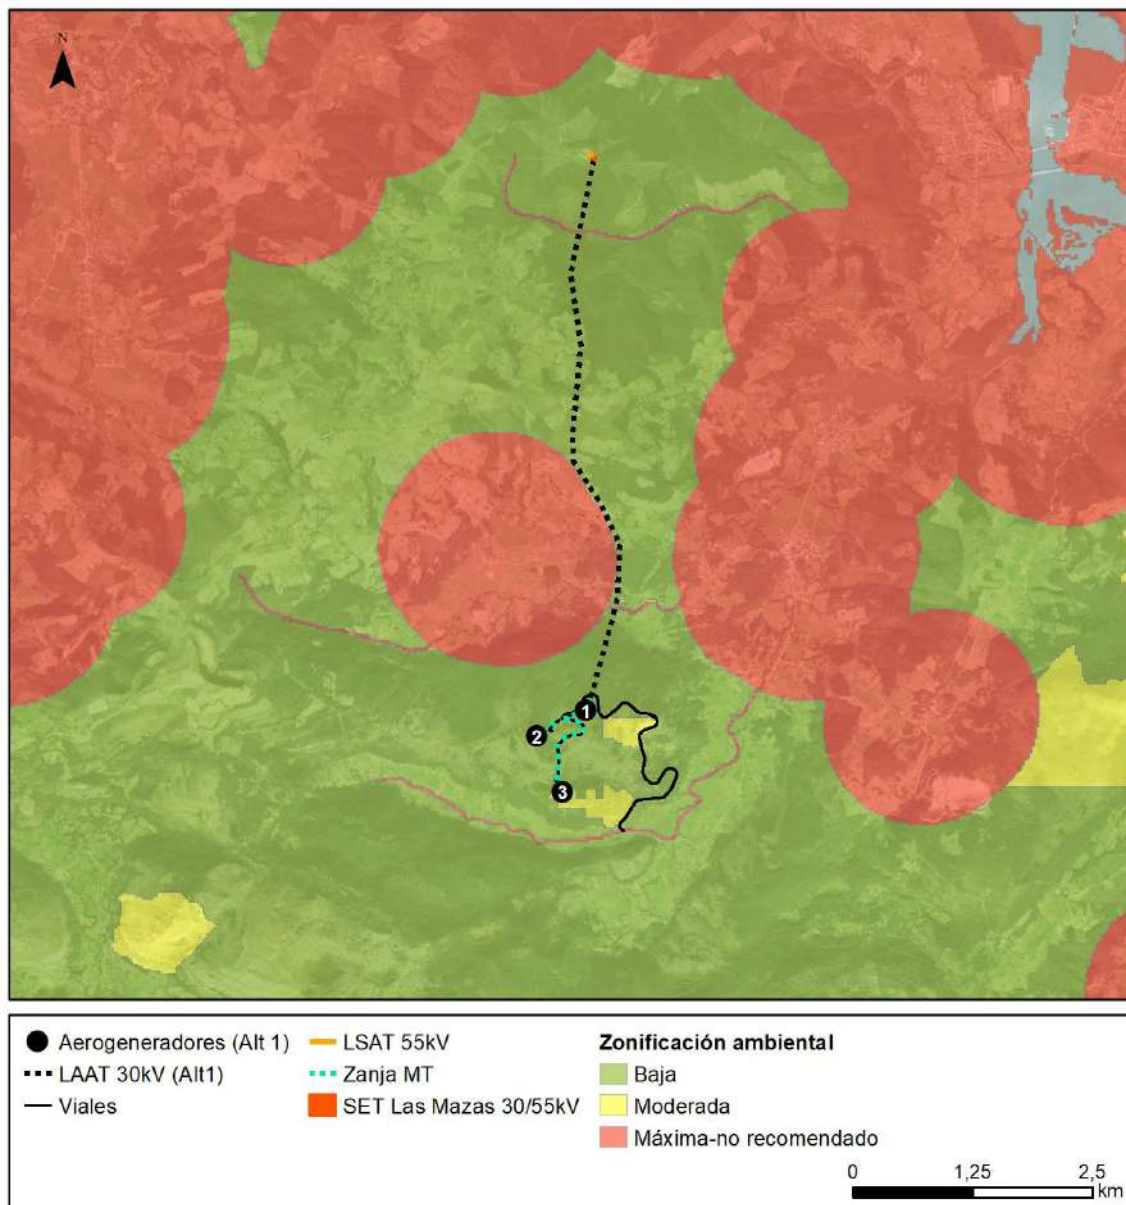 N
1
2
3
Aerogeneradores (Alt 1)
LAAT 30kV (Alt1)
Viales
LSAT 55kV
Zanja MT
SET Las Mazas 30/55kV
Zonificación ambiental
Baja
Moderada
Máxima-no recomendado
0 1,25 2,5
km